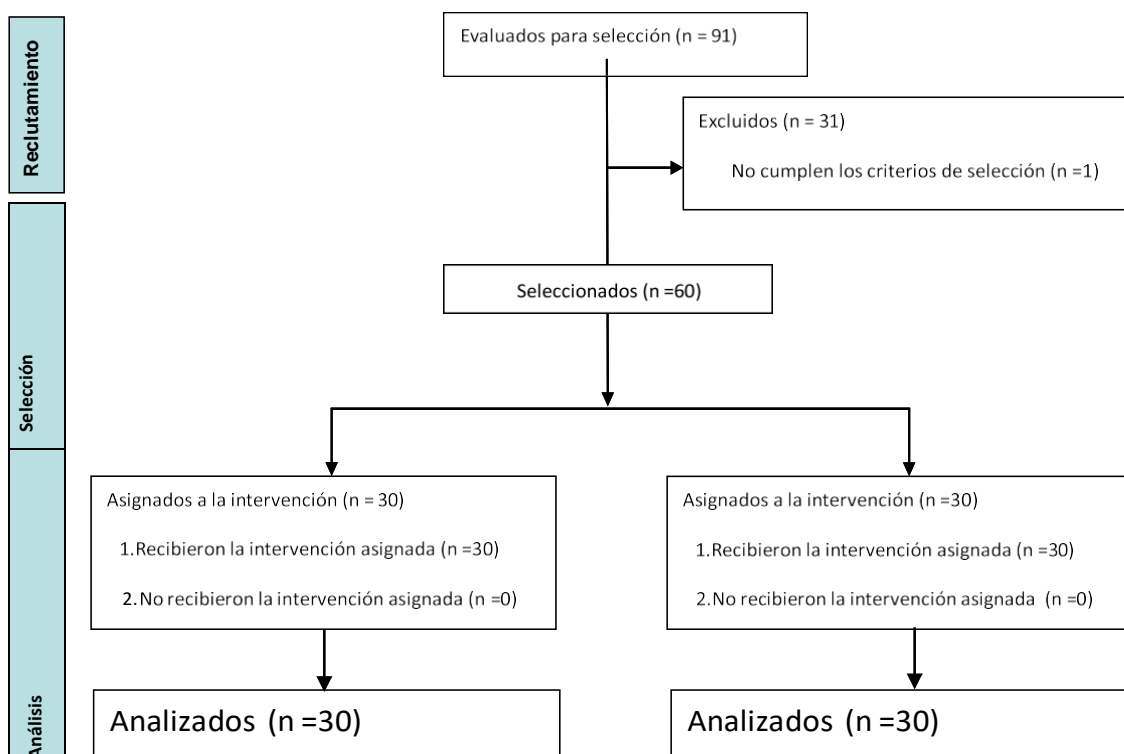 Reclutamiento
Evaluados para selección (n = 91)
Excluidos (n = 31)
No cumplen los criterios de selección (n =1)
Selección
Seleccionados (n =60)
Asignados a la intervención (n = 30)
1.Recibieron la intervención asignada (n =30)
2.No recibieron la intervención asignada (n =0)
Asignados a la intervención (n =30)
1.Recibieron la intervención asignada (n =30)
2.No recibieron la intervención asignada (n =0)
Análisis
Analizados (n =30)
Analizados (n =30)